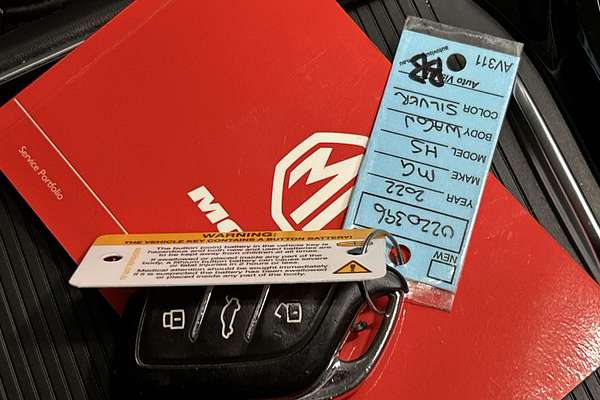 Service Portfolio
MG
NEW
U220396
YEAR 2022
MAKE MG
MODEL HS
BODY WAGON
COLOR SILVER
Auto Vis
AV311
WARNING:
THE VEHICLE KEY CONTAINS A BUTTON BATTERY!
The button (coin) battery in the vehicle key is
hazardous and both new and used batteries are
to be kept away from children at all times.
If swallowed or placed inside any part of the
body, a lithium button battery can cause severe
or fatal injuries in 2 hours or less.
Medical attention should be sought immediately
if it is suspected the battery has been swallowed
or placed inside any part of the body.